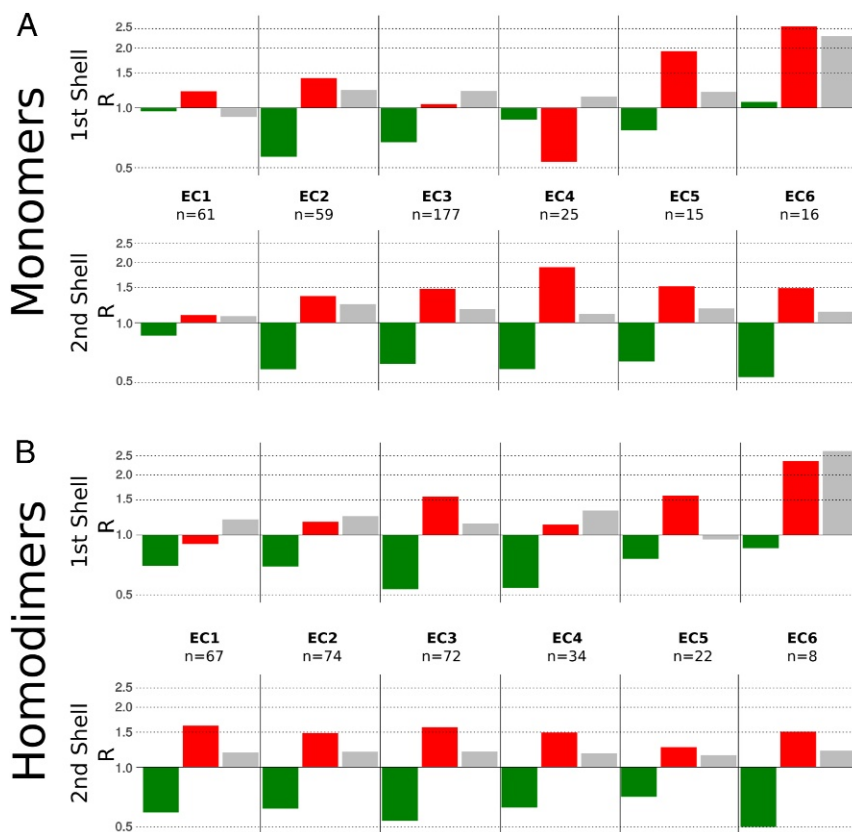 A
Monomers
1st Shell
R
2.5
2.0
1.5
1.0
0.5
EC1 EC2 EC3 EC4 EC5 EC6
n=61 n=59 n=177 n=25 n=15 n=16
2nd Shell
R
2.5
2.0
1.5
1.0
0.5
B
Homodimers
1st Shell
R
2.5
2.0
1.5
1.0
0.5
EC1 EC2 EC3 EC4 EC5 EC6
n=67 n=74 n=72 n=34 n=22 n=8
2nd Shell
R
2.5
2.0
1.5
1.0
0.5